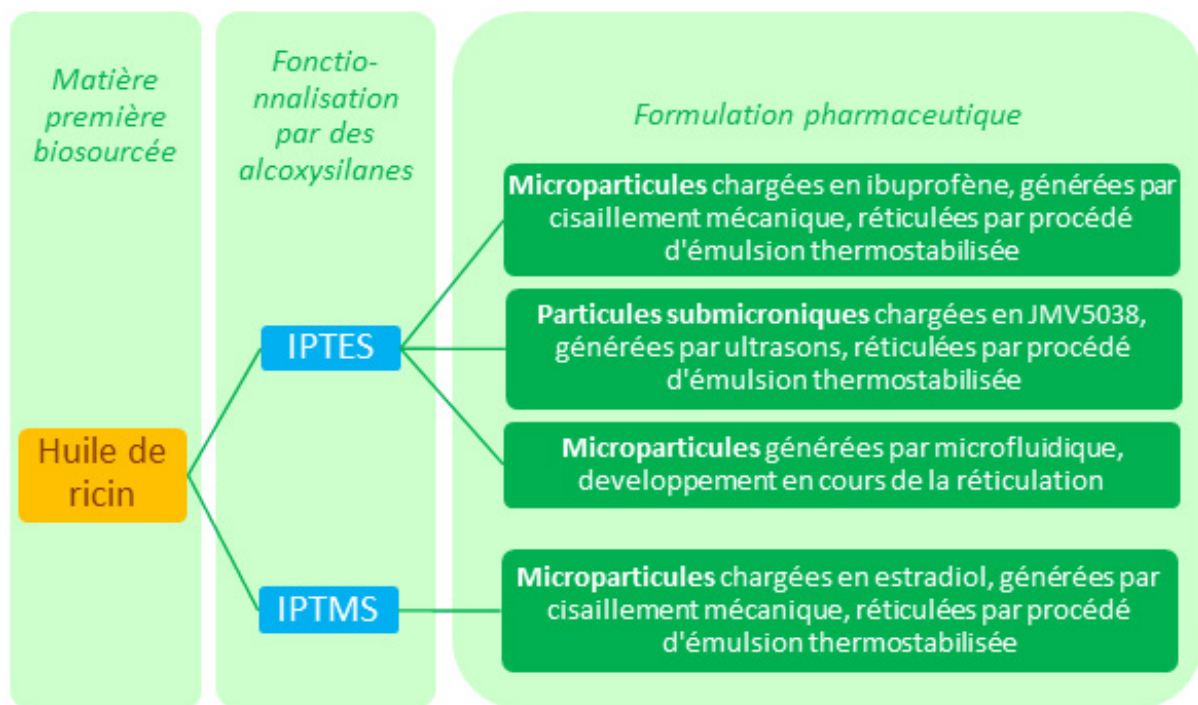 Matière
première
biosourcée
Fonctio-
nnalisation
par des
alcoxysilanes
Formulation pharmaceutique
Microparticules chargées en ibuprofène, générées par
cisaillement mécanique, réticulées par procédé
d'émulsion thermostabilisée
IPTES
Particules submicroniques chargées en JMV5038,
générées par ultrasons, réticulées par procédé
d'émulsion thermostabilisée
Huile de
ricin
Microparticules générées par microfluidique,
developpement en cours de la réticulation
IPTMS
Microparticules chargées en estradiol, générées par
cisaillement mécanique, réticulées par procédé
d'émulsion thermostabilisée